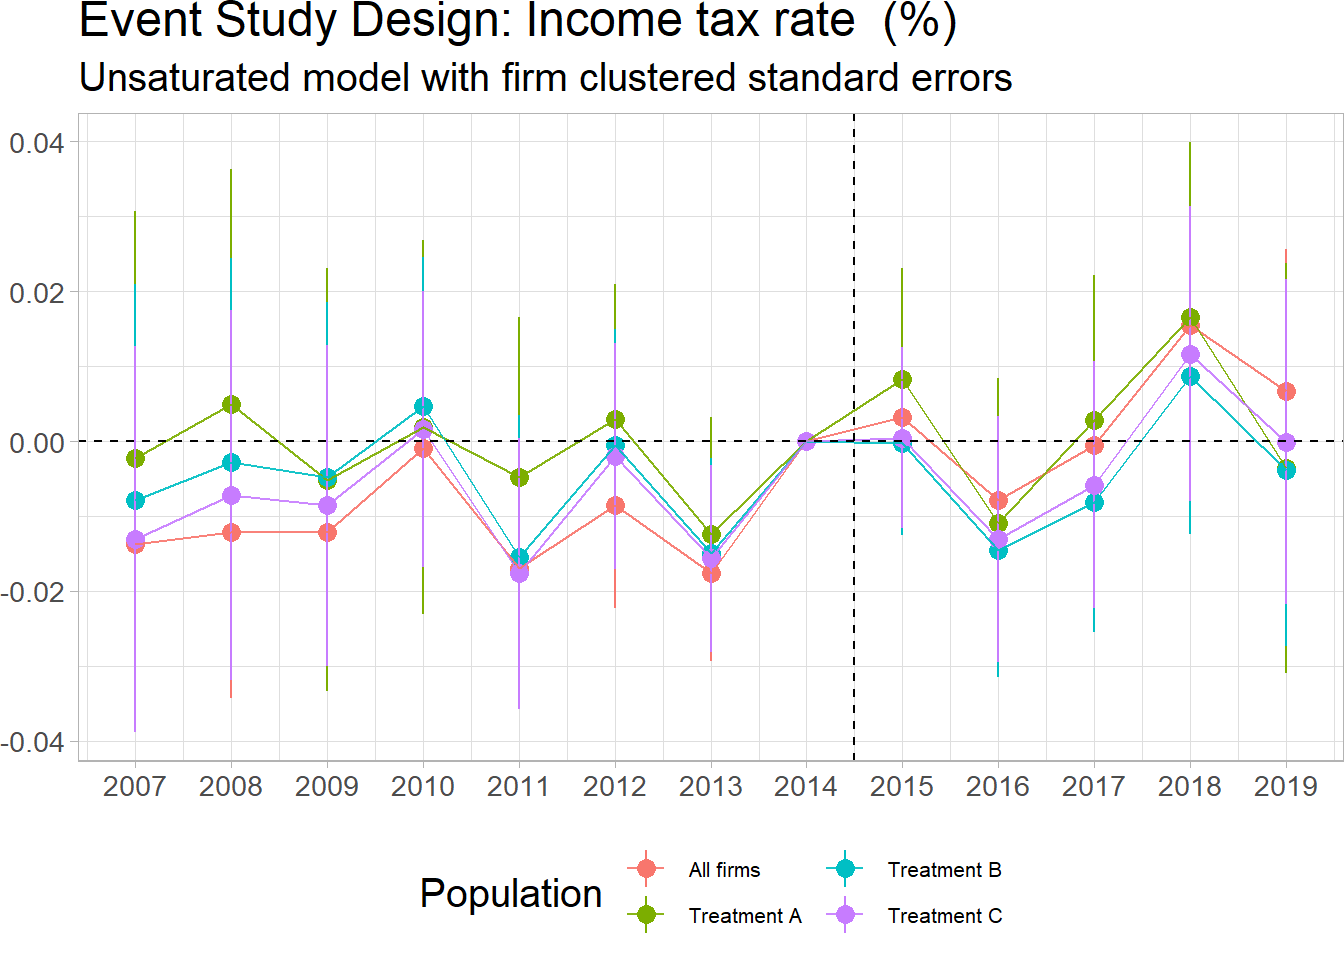 Event Study Design: Income tax rate  (%)
Unsaturated model with firm clustered standard errors
0.04
0.02
0.00
-0.02
-0.04
2007 2008 2009 2010 2011 2012 2013 2014 2015 2016 2017 2018 2019
Population
All firms
Treatment A
Treatment B
Treatment C